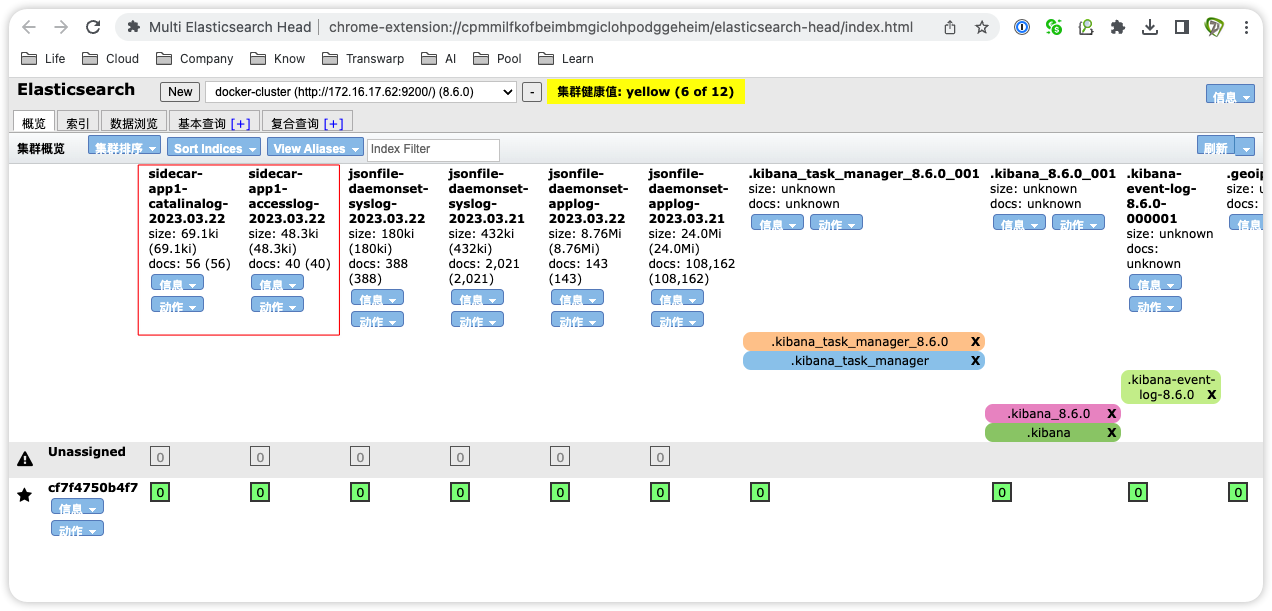 Multi Elasticsearch Head | chrome-extension://cpmmilfkofbeimbmgiclohpodggeheim/elasticsearch-head/index.html
Life Cloud Company Know Transwarp AI Pool Learn
Elasticsearch New docker-cluster (http://172.16.17.62:9200/) (8.6.0) - 集群健康值: yellow (6 of 12) 信息
概览 索引 数据浏览 基本查询 [+] 复合查询 [+]
集群概览 集群排序 Sort Indices View Aliases Index Filter 刷新
sidecar-
app1-
catalinalog-
2023.03.22
size: 69.1ki
(69.1ki)
docs: 56 (56)
信息
动作
sidecar-
app1-
accesslog-
2023.03.22
size: 48.3ki
(48.3ki)
docs: 40 (40)
信息
动作
jsonfile-
daemonset-
syslog-
2023.03.22
size: 180ki
(180ki)
docs: 388
(388)
信息
动作
jsonfile-
daemonset-
syslog-
2023.03.21
size: 432ki
(432ki)
docs: 2,021
(2,021)
信息
动作
jsonfile-
daemonset-
applog-
2023.03.22
size: 8.76Mi
(8.76Mi)
docs: 143
(143)
信息
动作
jsonfile-
daemonset-
applog-
2023.03.21
size: 24.0Mi
(24.0Mi)
docs: 108,162
(108,162)
信息
动作
.kibana_task_manager_8.6.0_001
size: unknown
docs: unknown
信息 动作
.kibana_8.6.0_001
size: unknown
docs: unknown
信息 动作
.kibana-
event-log-
8.6.0-
000001
size: unknown
docs:
unknown
信息
动作
.geoip
size: 
docs:
信息
.kibana_task_manager_8.6.0 X
.kibana_task_manager X
.kibana-event-
log-8.6.0 X
.kibana_8.6.0 X
.kibana X
Unassigned 0 0 0 0 0 0
cf7f4750b4f7 0 0 0 0 0 0 0 0 0 0
信息
动作